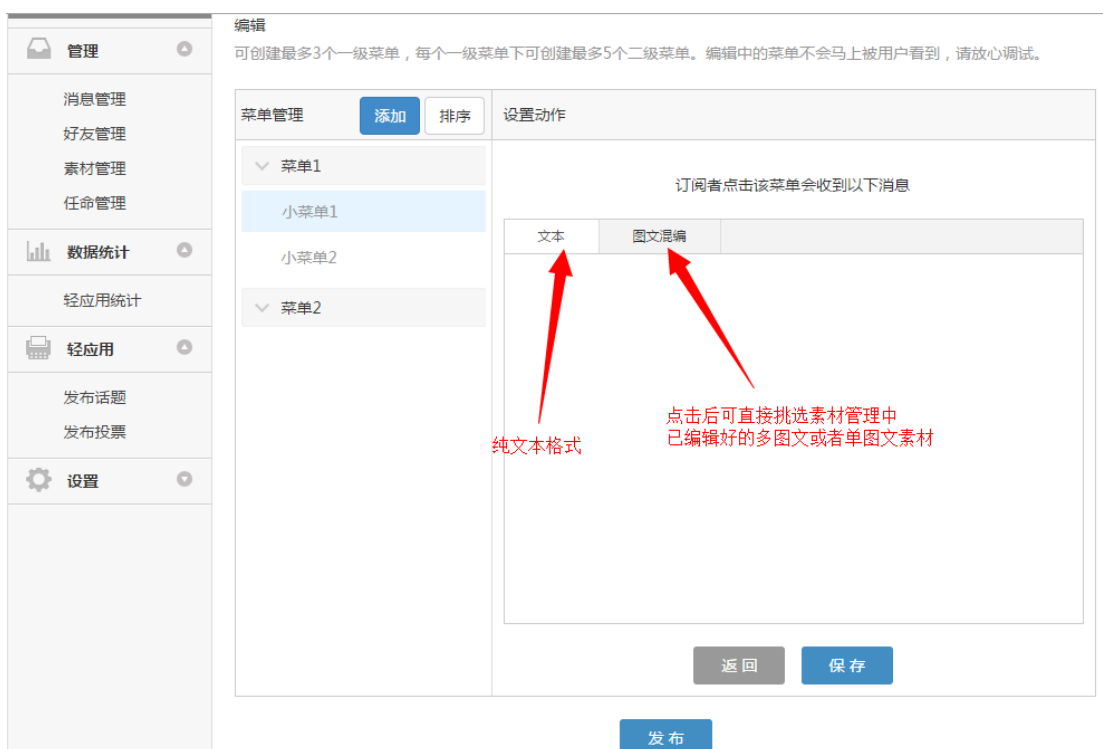 编辑
可创建最多3个一级菜单，每个一级菜单下可创建最多5个二级菜单。编辑中的菜单不会马上被用户看到，请放心调试。
管理
消息管理
好友管理
素材管理
任命管理
数据统计
轻应用统计
轻应用
发布话题
发布投票
设置
菜单管理
添加
排序
菜单1
小菜单1
小菜单2
菜单2
设置动作
订阅者点击该菜单会收到以下消息
文本
图文混编
纯文本格式
点击后可直接挑选素材管理中
已编辑好的多图文或者单图文素材
返回
保存
发布